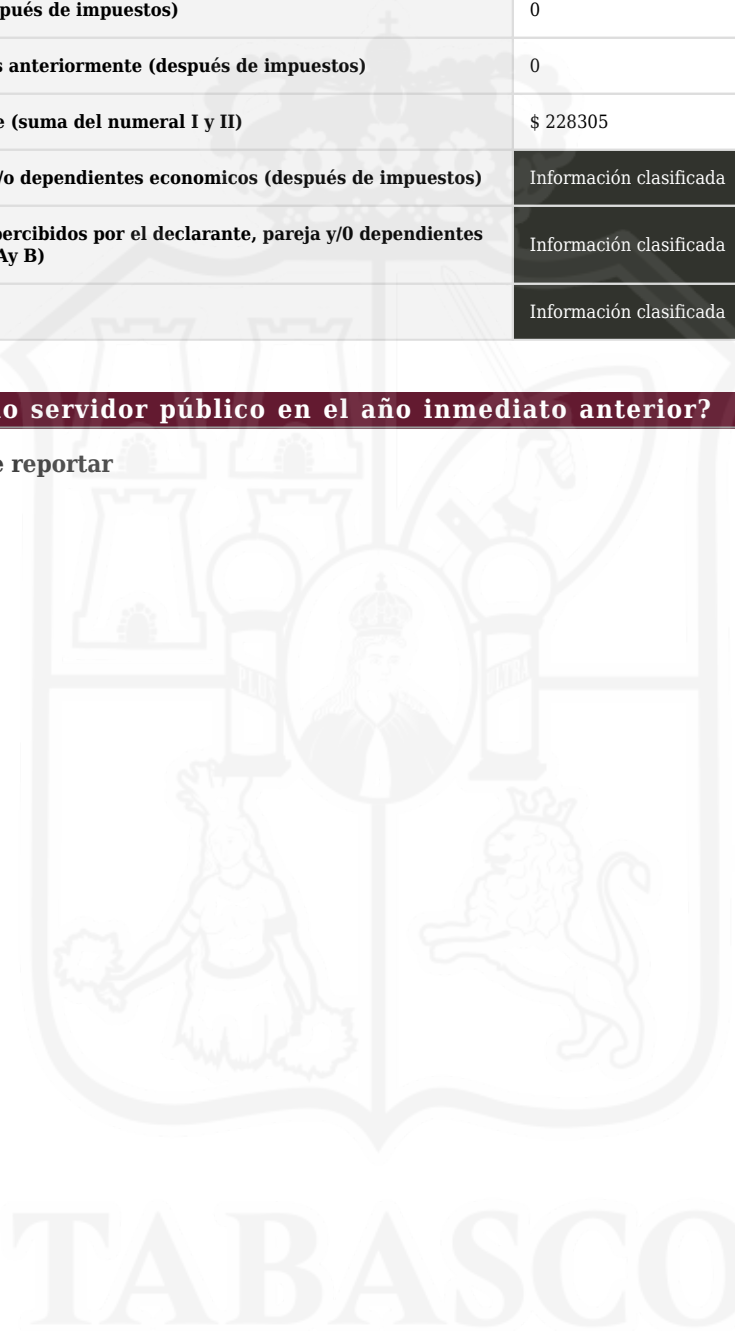 pués de impuestos)
0
s anteriormente (después de impuestos)
0
e (suma del numeral I y II)
$ 228305
/o dependientes economicos (después de impuestos)
Información clasificada
percibidos por el declarante, pareja y/0 dependientes
Ay B)
Información clasificada
Información clasificada
o servidor público en el año inmediato anterior?
e reportar
PLUS
ULTRA
TABASCO